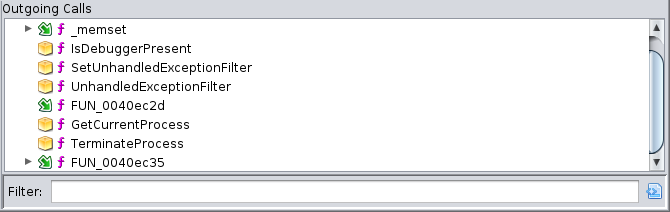 Outgoing Calls
f _memset
f IsDebuggerPresent
f SetUnhandledExceptionFilter
f UnhandledExceptionFilter
f FUN_0040ec2d
f GetCurrentProcess
f TerminateProcess
f FUN_0040ec35
Filter: